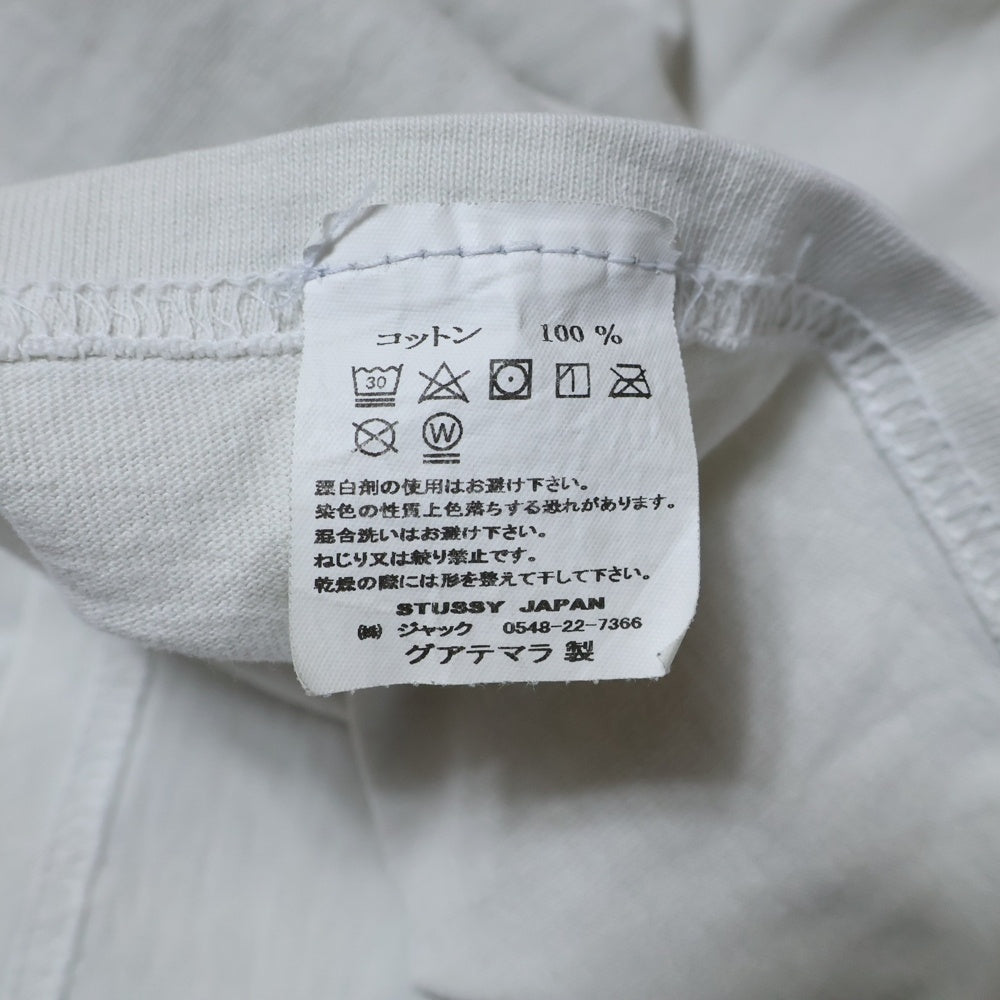 コットン 100 %
30
W
漂白剤の使用はお避け下さい。
染色の性質上色落ちする恐れがあります。
混合洗いはお避け下さい。
ねじり又は絞り禁止です。
乾燥の際には形を整えて干して下さい。
STUSSY JAPAN
㈱ ジャック 0548-22-7366
グアテマラ製